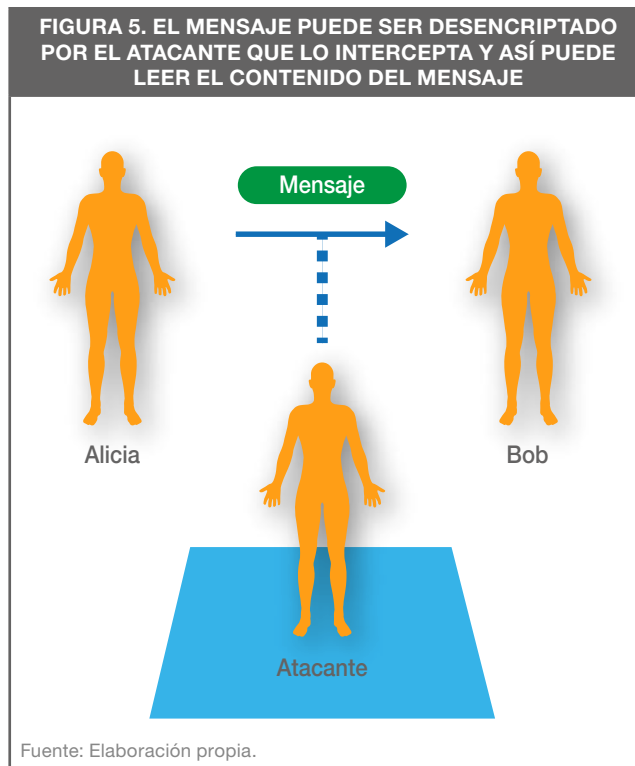 FIGURA 5. EL MENSAJE PUEDE SER DESENCRIPTADO
POR EL ATACANTE QUE LO INTERCEPTA Y ASÍ PUEDE
LEER EL CONTENIDO DEL MENSAJE
Mensaje
Alicia
Bob
Atacante
Fuente: Elaboración propia.